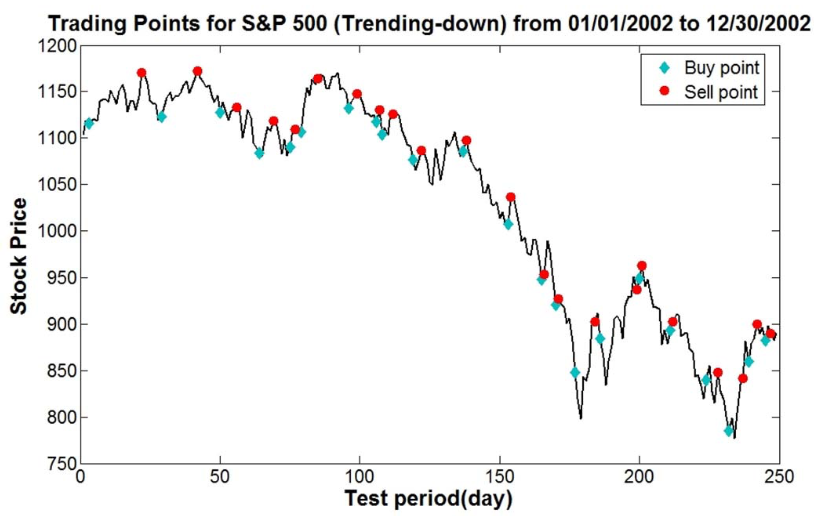 Trading Points for S&P 500 (Trending-down) from 01/01/2002 to 12/30/2002
1200
1150
1100
1050
1000
950
900
850
800
750
Stock Price
Buy point
Sell point
0 50 100 150 200 250
Test period(day)